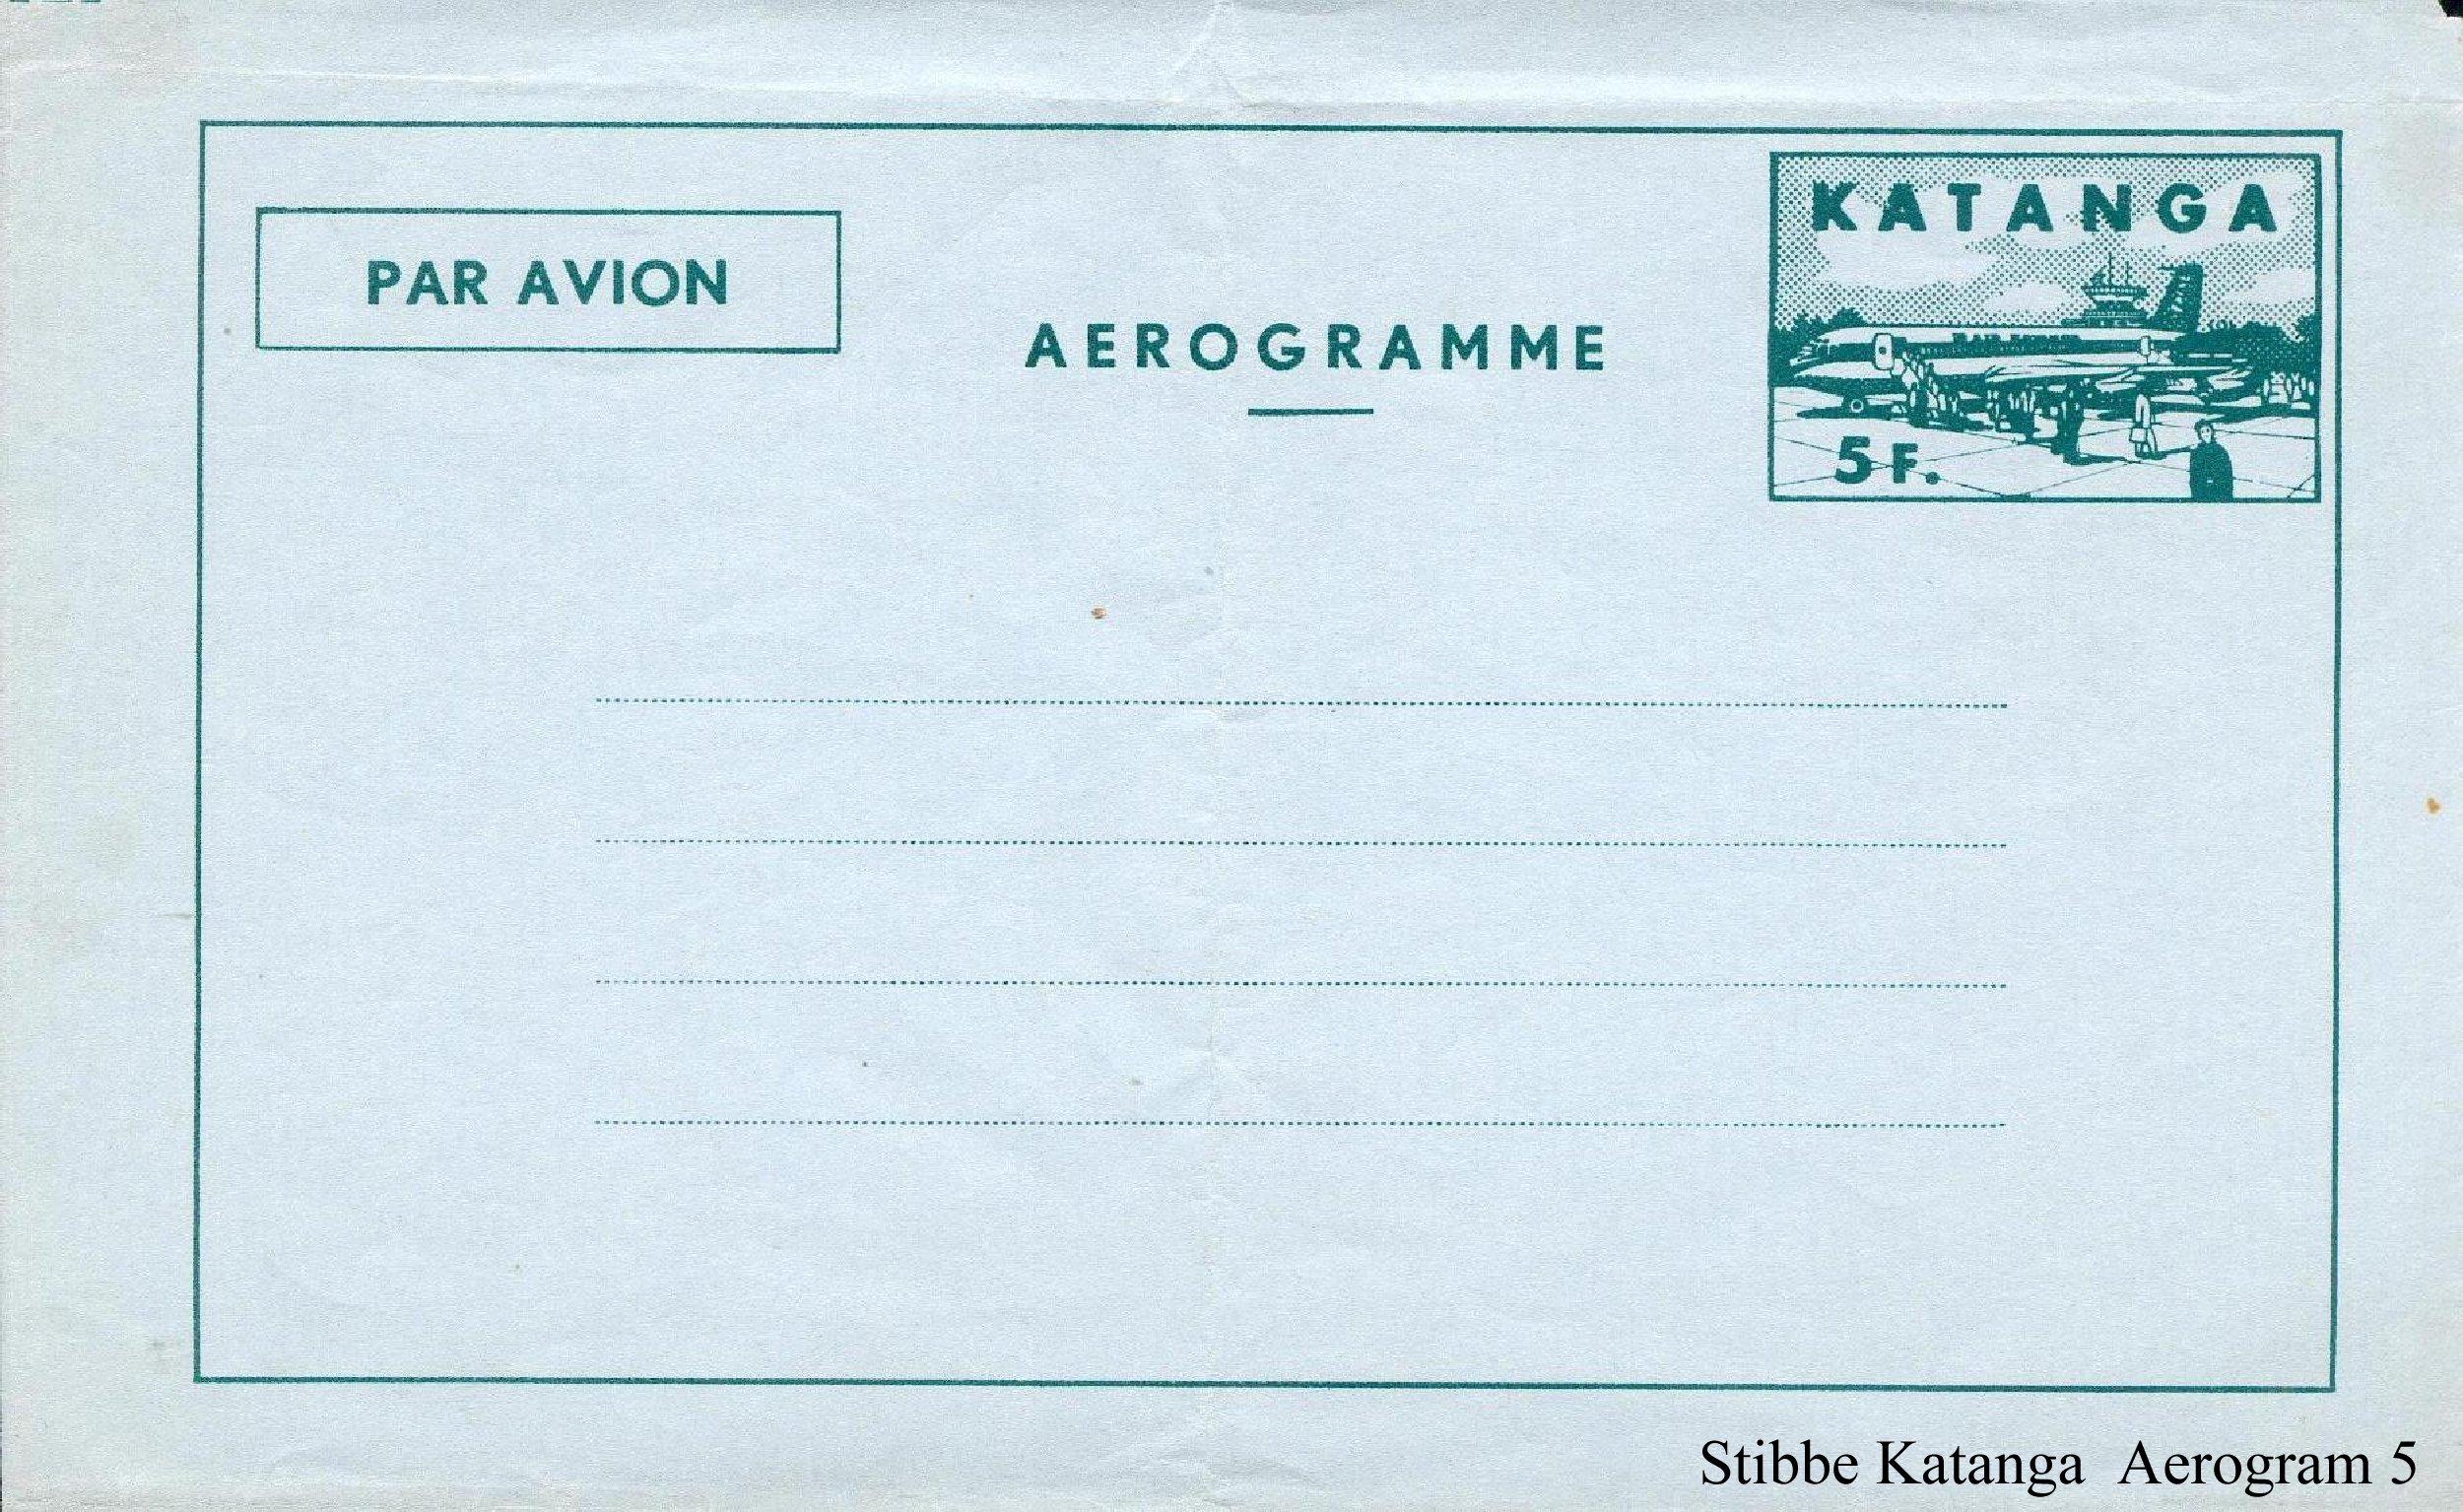 PAR AVION
AEROGRAMME
KATANGA
5 F.
Stibbe Katanga Aerogram 5